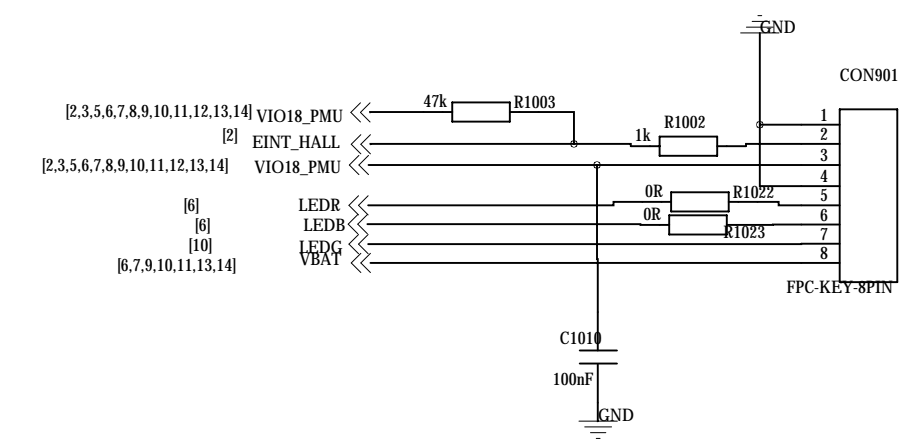 GND
CON901
[2,3,5,6,7,8,9,10,11,12,13,14] VIO18_PMU 47k R1003
1
[2] EINT_HALL 1k R1002 2
[2,3,5,6,7,8,9,10,11,12,13,14] VIO18_PMU 3
4
[6] LEDR 0R R1022 5
[6] LEDB 0R R1023 6
[10] LEDG 7
[6,7,9,10,11,13,14] VBAT 8
FPC-KEY-8PIN
C1010
100nF
GND